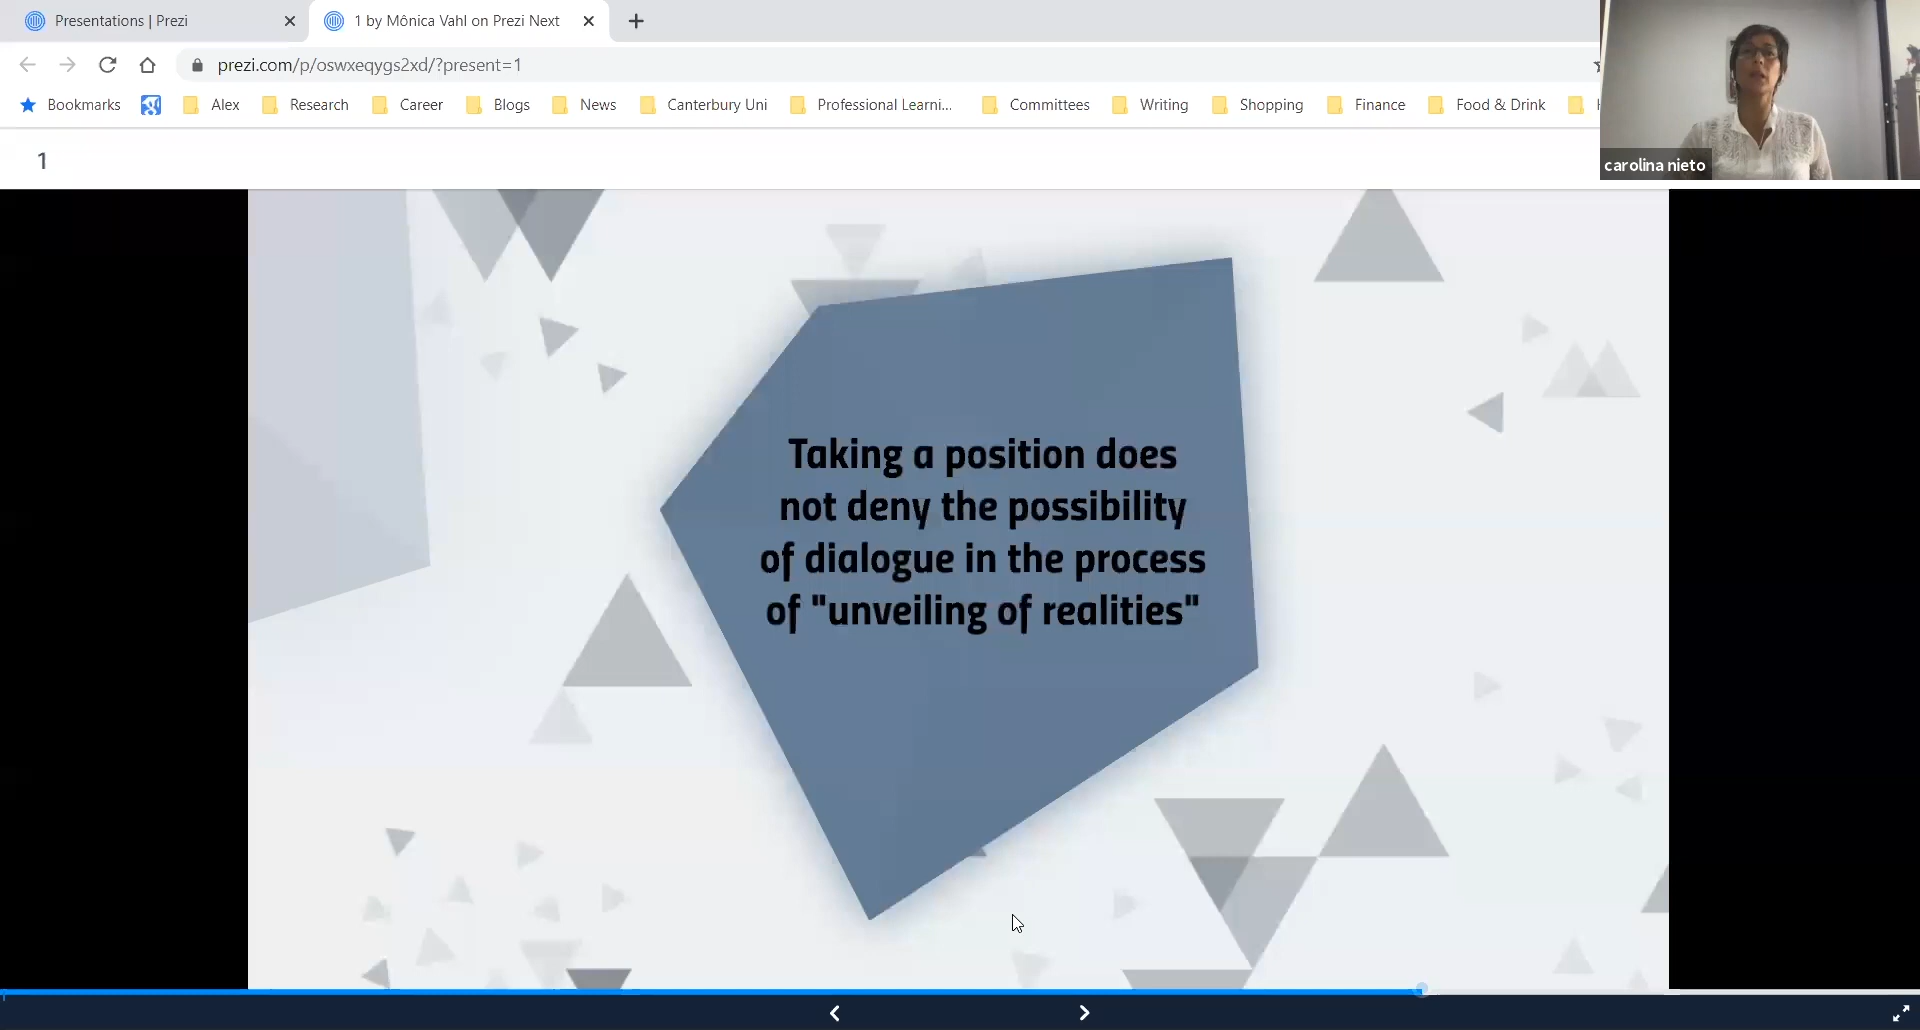 Presentations | Prezi
1 by Mônica Vahl on Prezi Next
prezi.com/p/oswxeqygs2xd/?present=1
Bookmarks Alex Research Career Blogs News Canterbury Uni Professional Learni... Committees Writing Shopping Finance Food & Drink
carolina nieto
1
Taking a position does
not deny the possibility
of dialogue in the process
of "unveiling of realities"